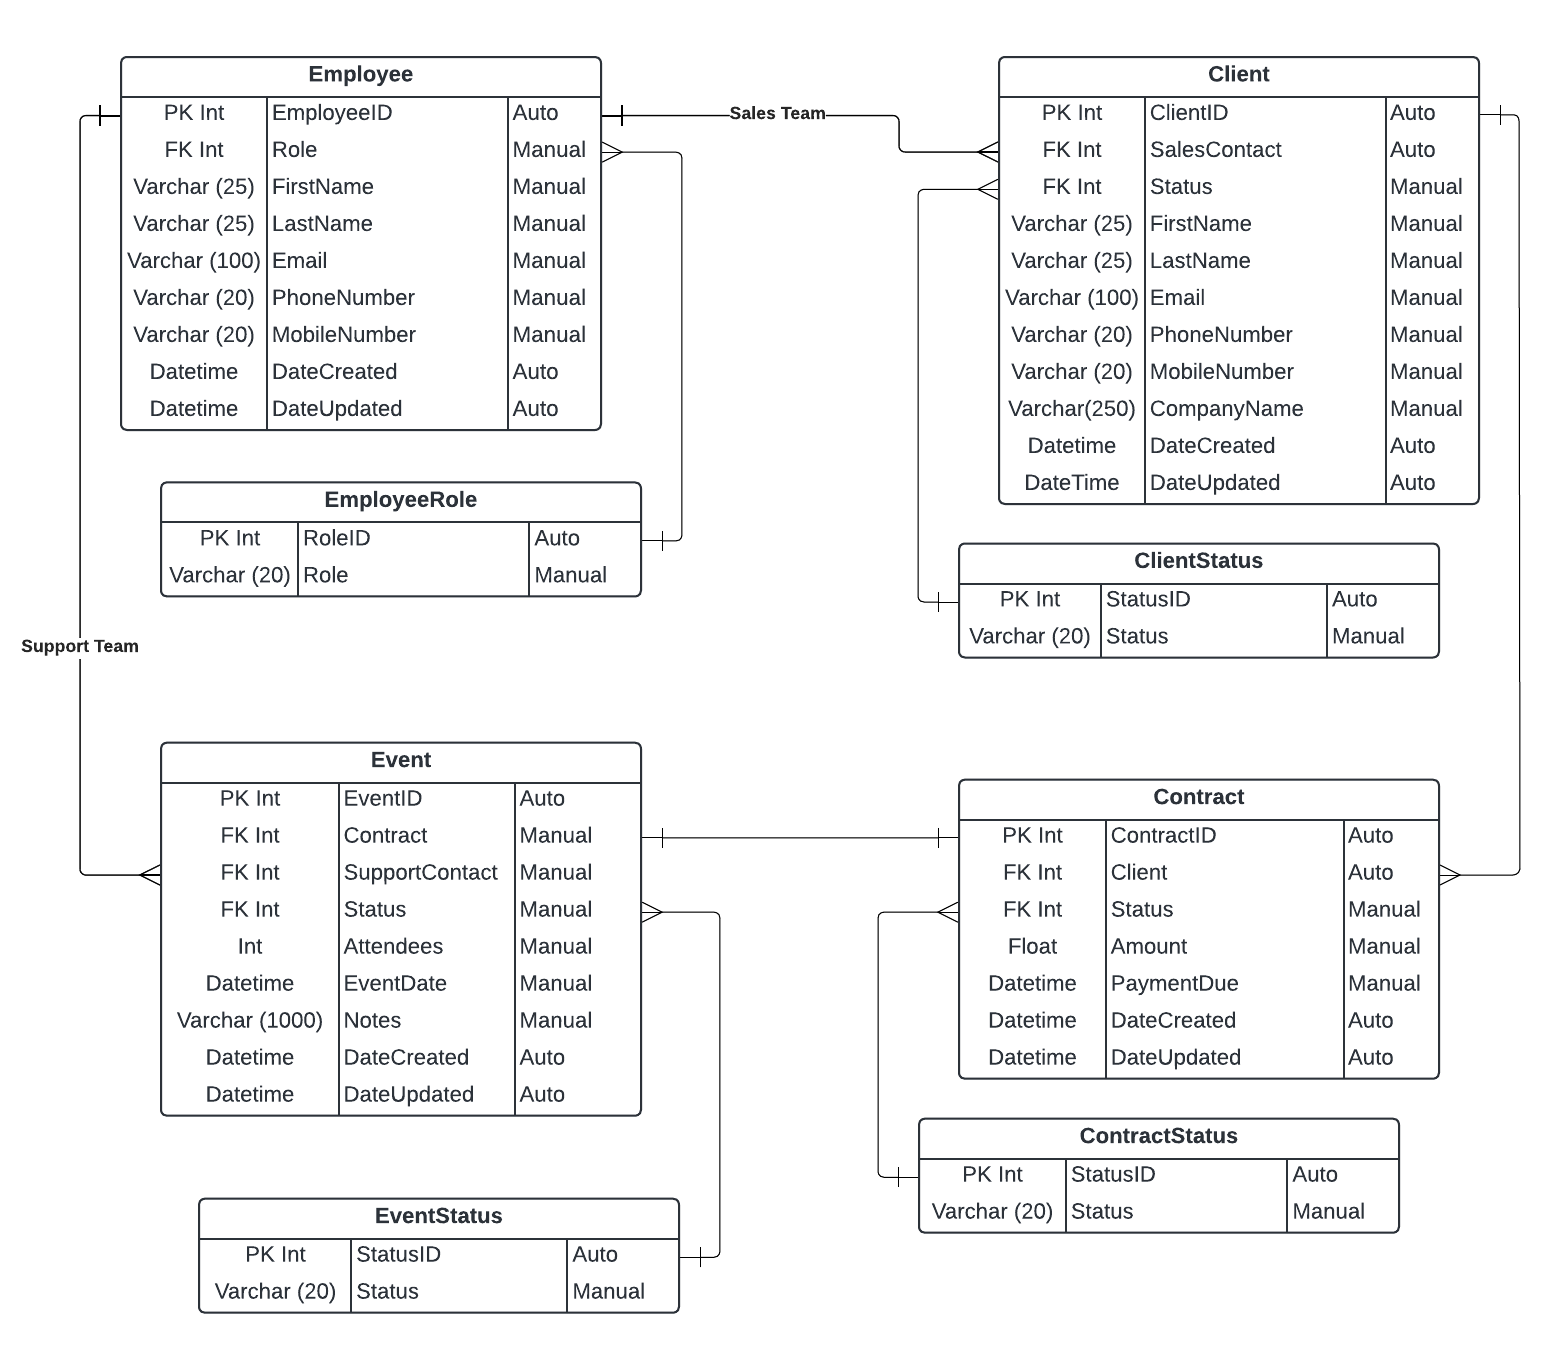 Employee
PK Int EmployeeID Auto
FK Int Role Manual
Varchar (25) FirstName Manual
Varchar (25) LastName Manual
Varchar (100) Email Manual
Varchar (20) PhoneNumber Manual
Varchar (20) MobileNumber Manual
Datetime DateCreated Auto
Datetime DateUpdated Auto
Sales Team
Client
PK Int ClientID Auto
FK Int SalesContact Auto
FK Int Status Manual
Varchar (25) FirstName Manual
Varchar (25) LastName Manual
Varchar (100) Email Manual
Varchar (20) PhoneNumber Manual
Varchar (20) MobileNumber Manual
Varchar(250) CompanyName Manual
Datetime DateCreated Auto
DateTime DateUpdated Auto
EmployeeRole
PK Int RoleID Auto
Varchar (20) Role Manual
ClientStatus
PK Int StatusID Auto
Varchar (20) Status Manual
Support Team
Event
PK Int EventID Auto
FK Int Contract Manual
FK Int SupportContact Manual
FK Int Status Manual
Int Attendees Manual
Datetime EventDate Manual
Varchar (1000) Notes Manual
Datetime DateCreated Auto
Datetime DateUpdated Auto
Contract
PK Int ContractID Auto
FK Int Client Auto
FK Int Status Manual
Float Amount Manual
Datetime PaymentDue Manual
Datetime DateCreated Auto
Datetime DateUpdated Auto
ContractStatus
PK Int StatusID Auto
Varchar (20) Status Manual
EventStatus
PK Int StatusID Auto
Varchar (20) Status Manual